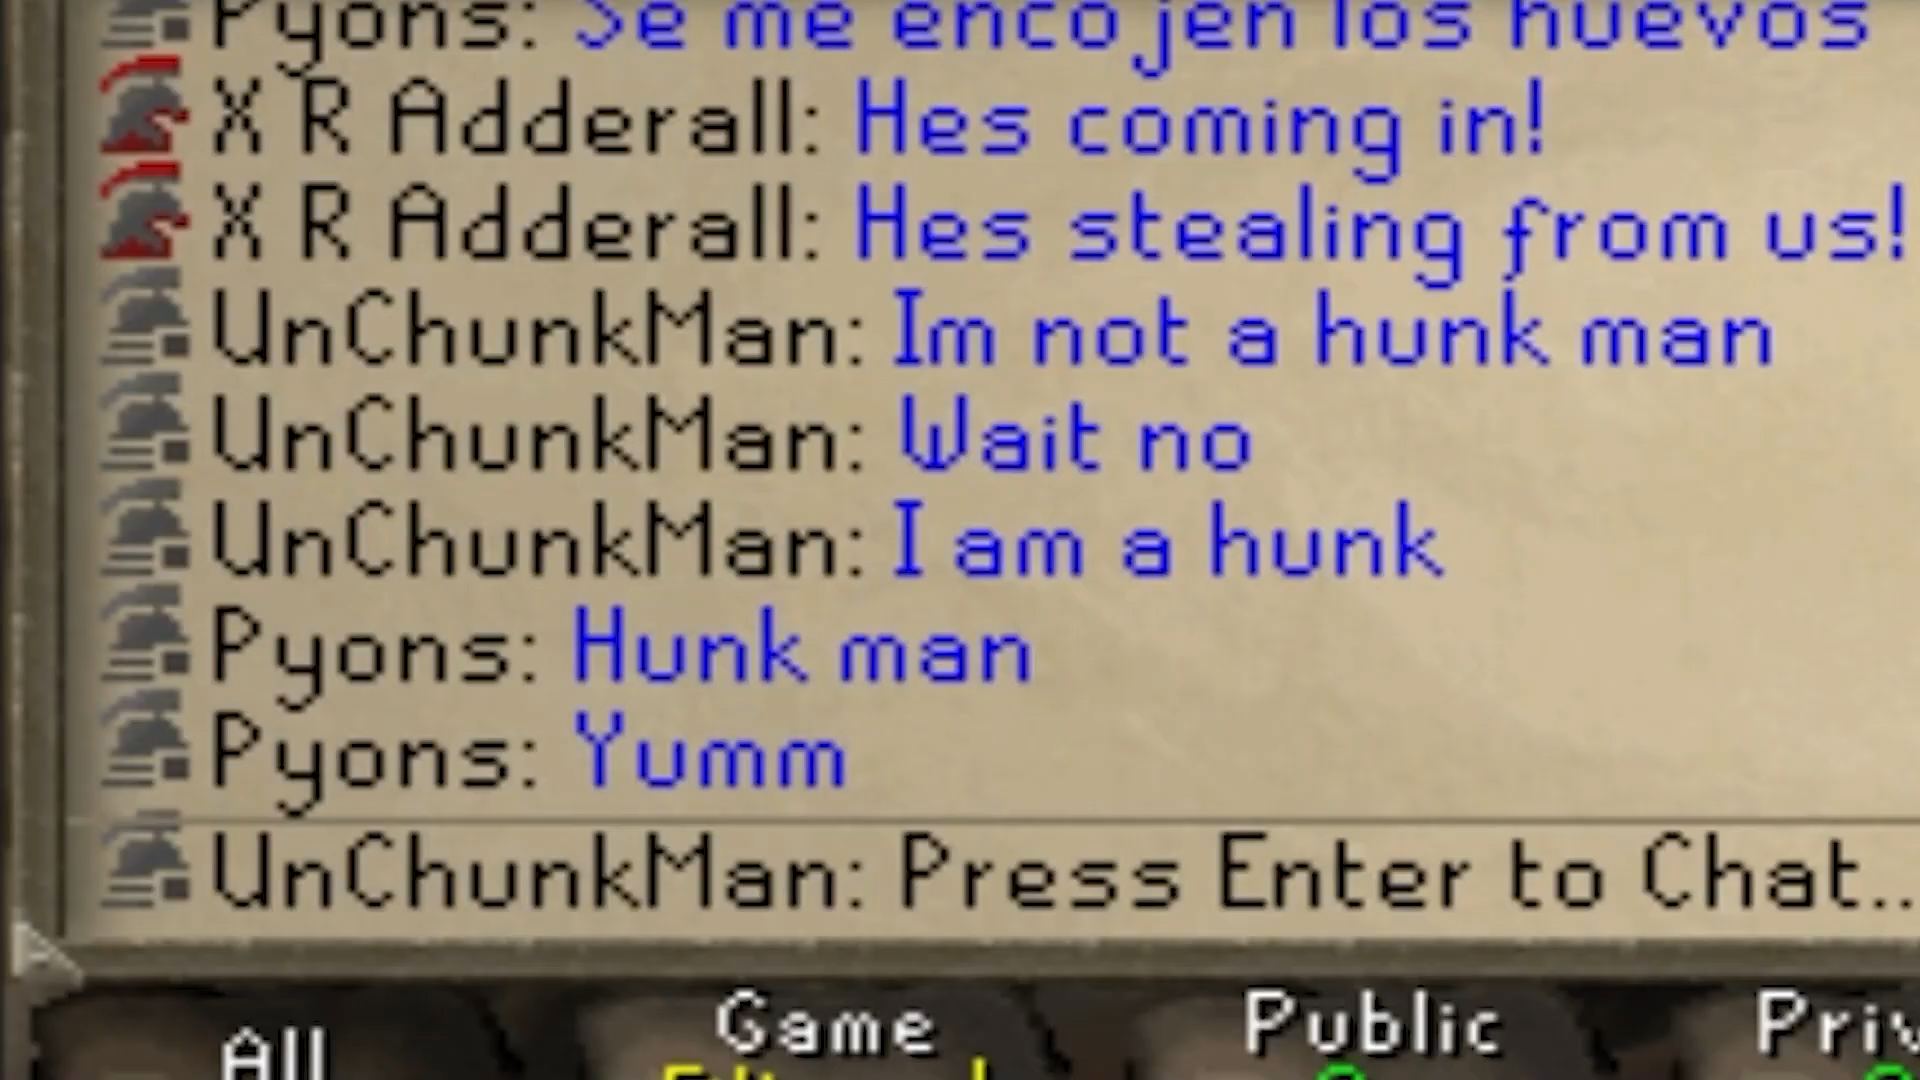 Pyons: Se me encojen los huevos
X R Adderall: Hes coming in!
X R Adderall: Hes stealing from us!
UnChunkMan: Im not a hunk man
UnChunkMan: Wait no
UnChunkMan: I am a hunk
Pyons: Hunk man
Pyons: Yumm
UnChunkMan: Press Enter to Chat..
All Game Public Priv